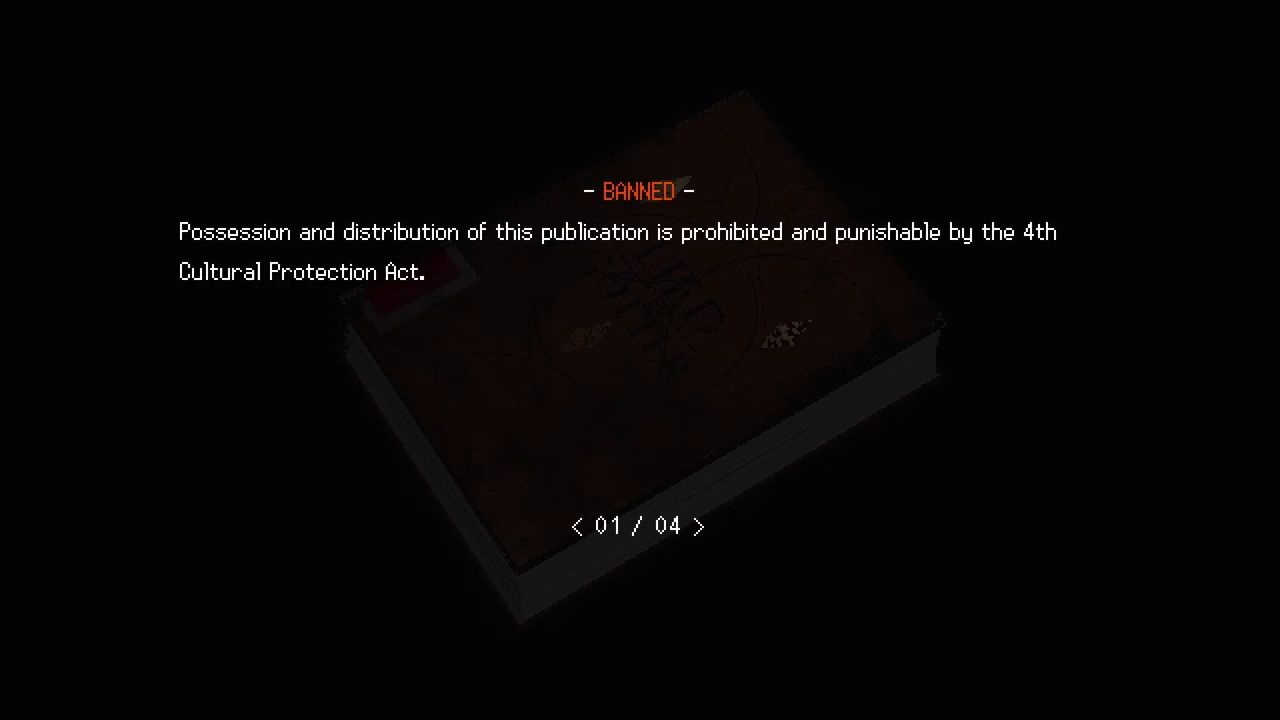 - BANNED -
Possession and distribution of this publication is prohibited and punishable by the 4th
Cultural Protection Act.
< 01 / 04 >